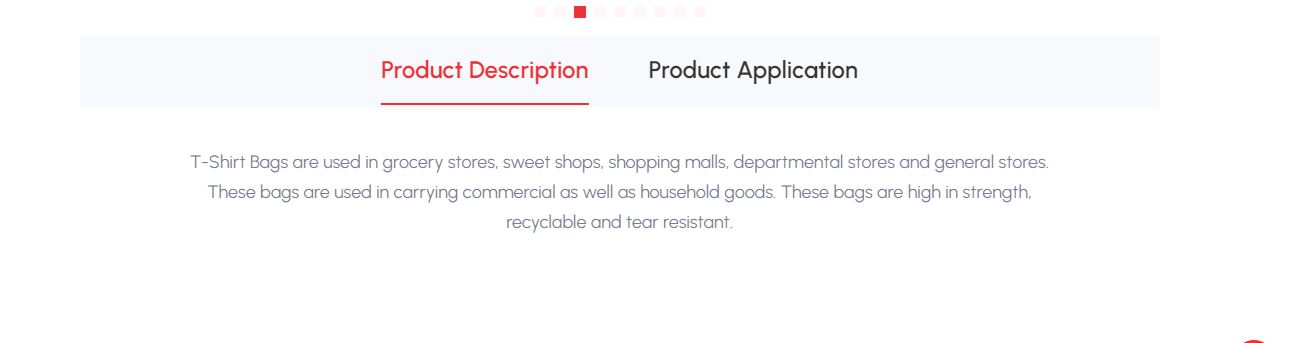 Product Description Product Application
T-Shirt Bags are used in grocery stores, sweet shops, shopping malls, departmental stores and general stores.
These bags are used in carrying commercial as well as household goods. These bags are high in strength,
recyclable and tear resistant.